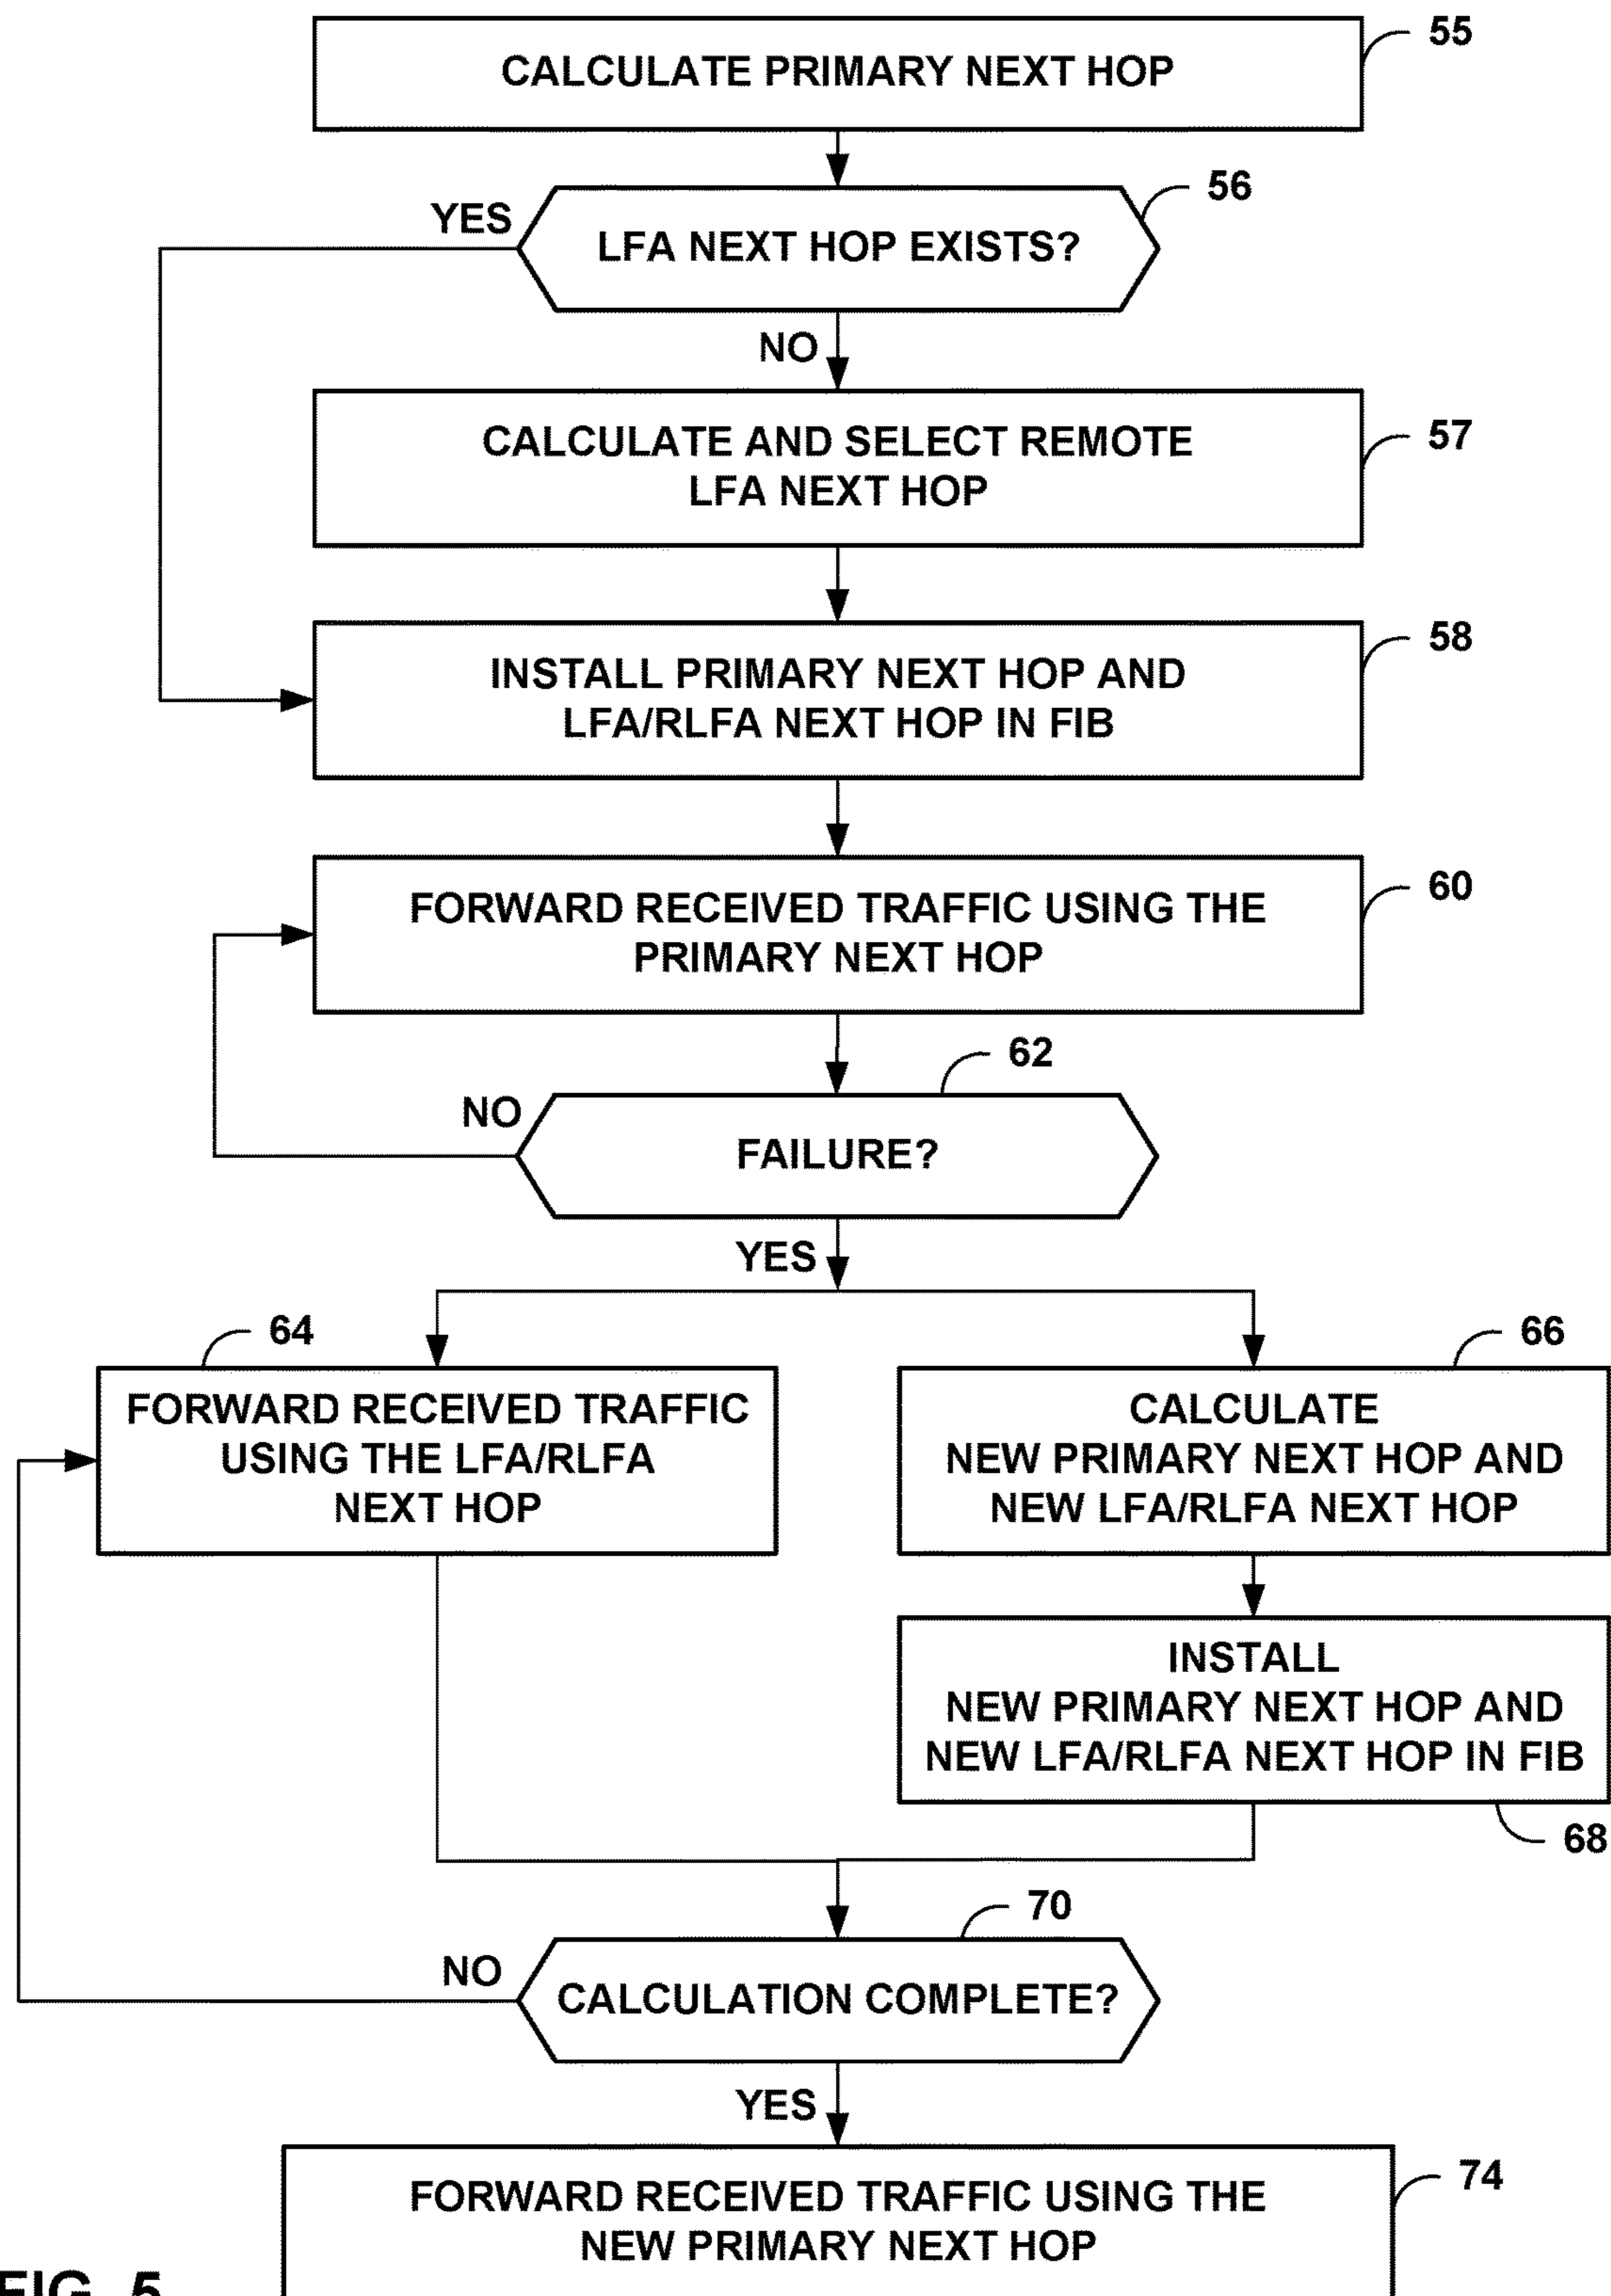 55
CALCULATE PRIMARY NEXT HOP
56
YES
LFA NEXT HOP EXISTS?
NO
57
CALCULATE AND SELECT REMOTE
LFA NEXT HOP
58
INSTALL PRIMARY NEXT HOP AND
LFA/RLFA NEXT HOP IN FIB
60
FORWARD RECEIVED TRAFFIC USING THE
PRIMARY NEXT HOP
62
NO
FAILURE?
YES
64
FORWARD RECEIVED TRAFFIC
USING THE LFA/RLFA
NEXT HOP
66
CALCULATE
NEW PRIMARY NEXT HOP AND
NEW LFA/RLFA NEXT HOP
INSTALL
NEW PRIMARY NEXT HOP AND
NEW LFA/RLFA NEXT HOP IN FIB
68
70
NO
CALCULATION COMPLETE?
YES
74
FORWARD RECEIVED TRAFFIC USING THE
NEW PRIMARY NEXT HOP
FIG. 5